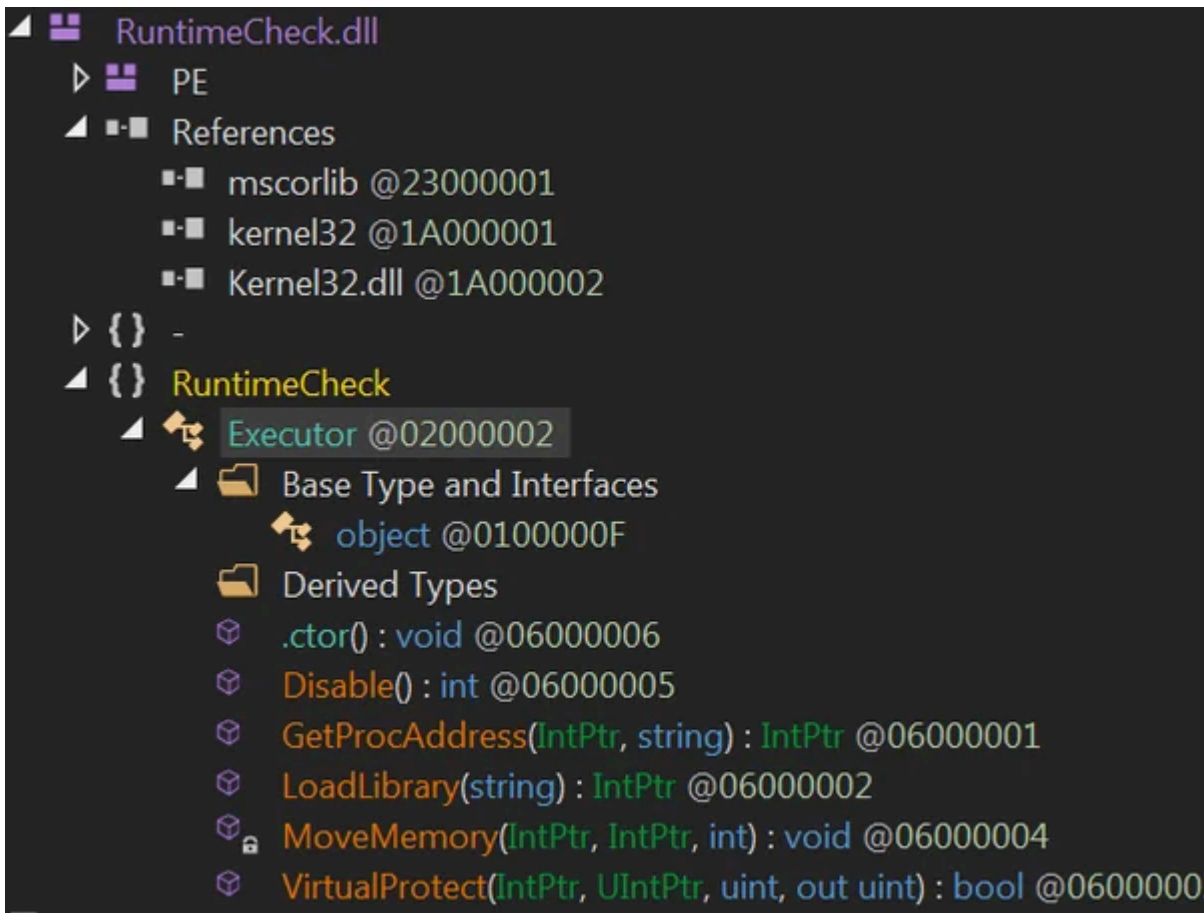 RuntimeCheck.dll
PE
References
mscorlib @23000001
kernel32 @1A000001
Kernel32.dll @1A000002
{ } -
{ } RuntimeCheck
Executor @02000002
Base Type and Interfaces
object @0100000F
Derived Types
.ctor() : void @06000006
Disable() : int @06000005
GetProcAddress(IntPtr, string) : IntPtr @06000001
LoadLibrary(string) : IntPtr @06000002
MoveMemory(IntPtr, IntPtr, int) : void @06000004
VirtualProtect(IntPtr, UIntPtr, uint, out uint) : bool @0600000